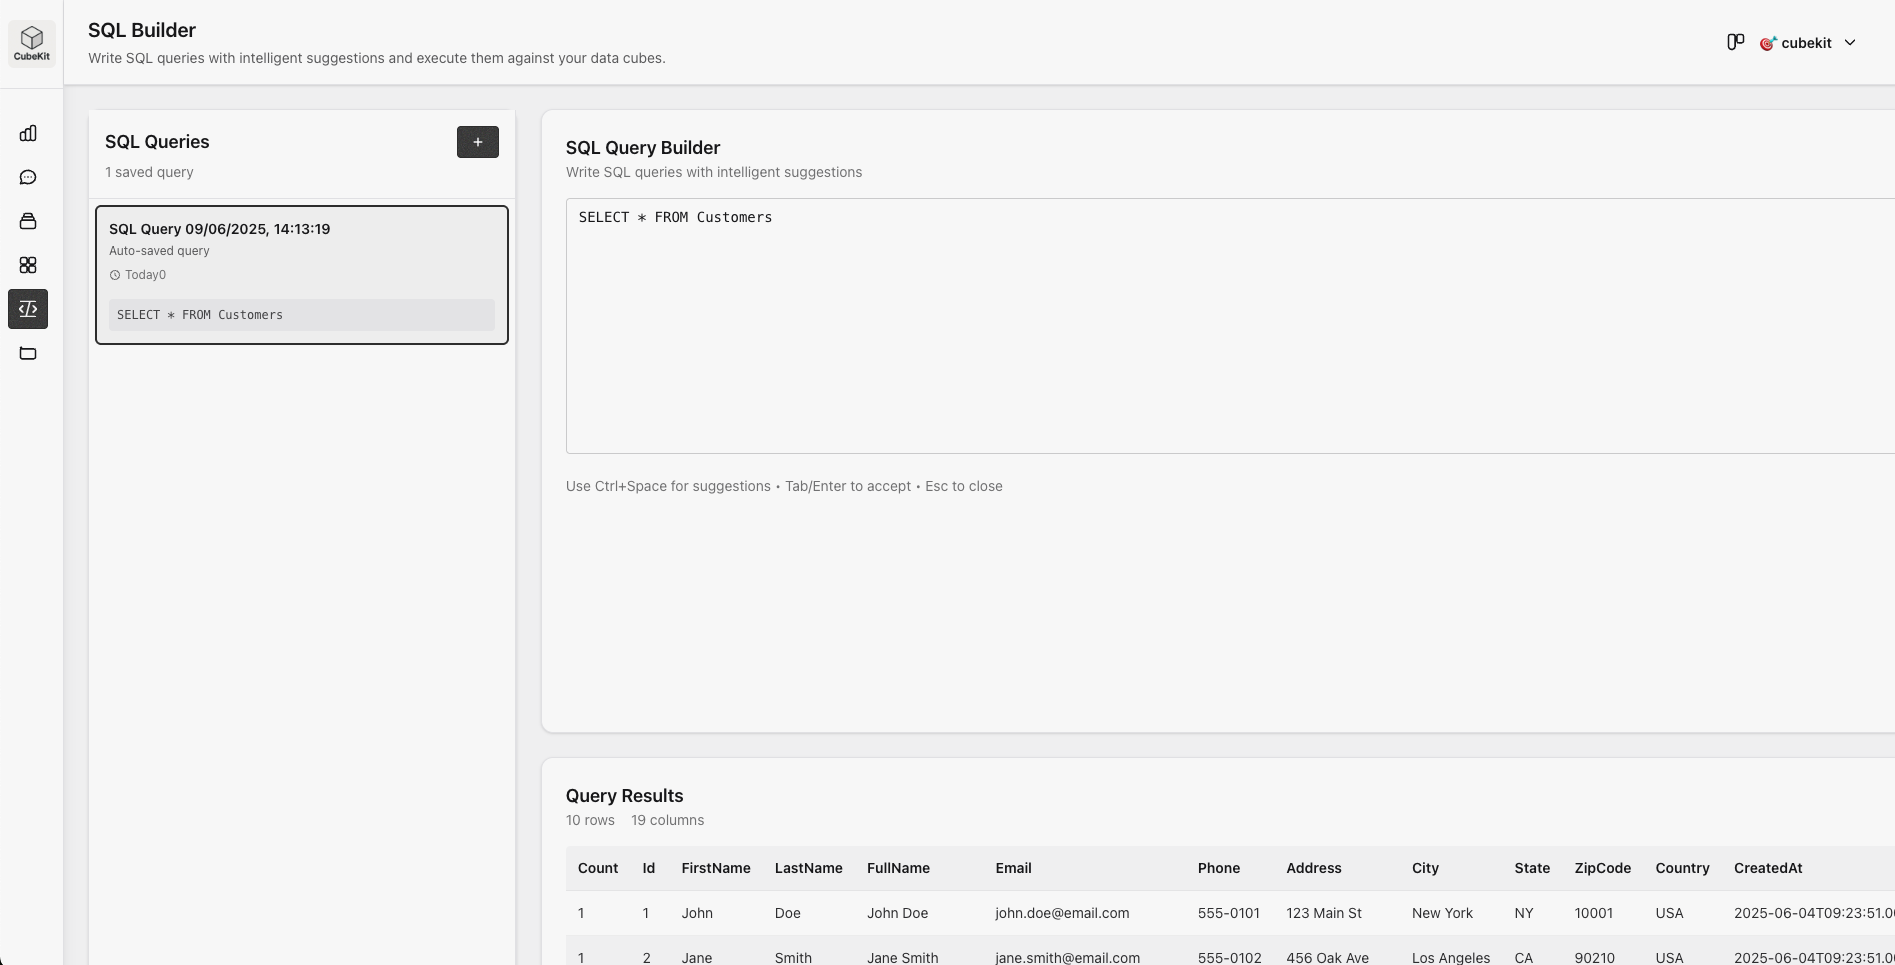 CubeKit
SQL Builder
Write SQL queries with intelligent suggestions and execute them against your data cubes.
cubekit
SQL Queries
+
1 saved query
SQL Query 09/06/2025, 14:13:19
Auto-saved query
Today0
SELECT * FROM Customers
SQL Query Builder
Write SQL queries with intelligent suggestions
SELECT * FROM Customers
Use Ctrl+Space for suggestions • Tab/Enter to accept • Esc to close
Query Results
10 rows 19 columns
Count Id FirstName LastName FullName Email Phone Address City State ZipCode Country CreatedAt
1 1 John Doe John Doe john.doe@email.com 555-0101 123 Main St New York NY 10001 USA 2025-06-04T09:23:51.0
1 2 Jane Smith Jane Smith jane.smith@email.com 555-0102 456 Oak Ave Los Angeles CA 90210 USA 2025-06-04T09:23:51.0